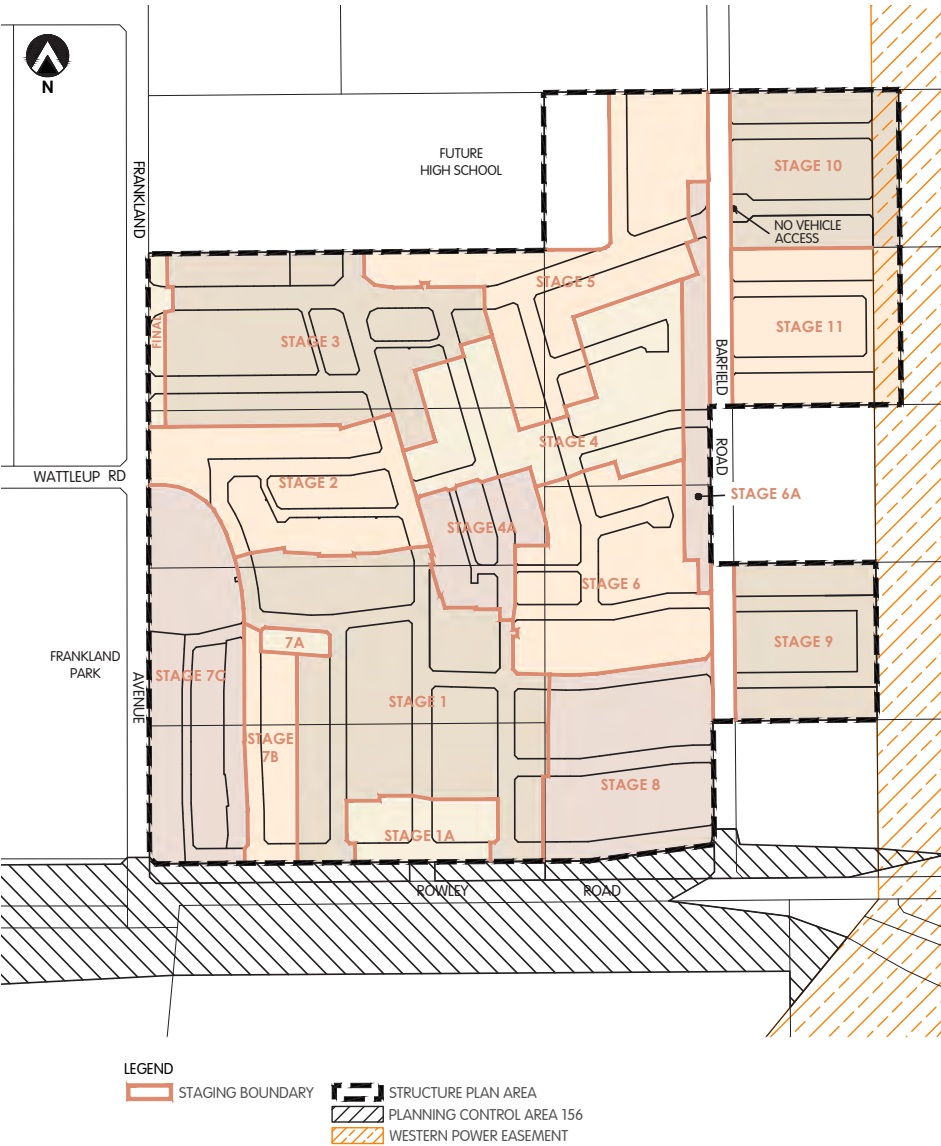 N
FRANKLAND
FUTURE
HIGH SCHOOL
STAGE 10
NO VEHICLE
ACCESS
STAGE 5
FINAL
STAGE 3
STAGE 11
BARFIELD
STAGE 4
WATTLEUP RD
STAGE 2
ROAD
STAGE 6A
STAGE 4A
STAGE 6
FRANKLAND
PARK
AVENUE
STAGE 7C
7A
STAGE 9
STAGE 1
STAGE
7B
STAGE 8
STAGE 1A
ROWLEY
ROAD
LEGEND
STAGING BOUNDARY
STRUCTURE PLAN AREA
PLANNING CONTROL AREA 156
WESTERN POWER EASEMENT